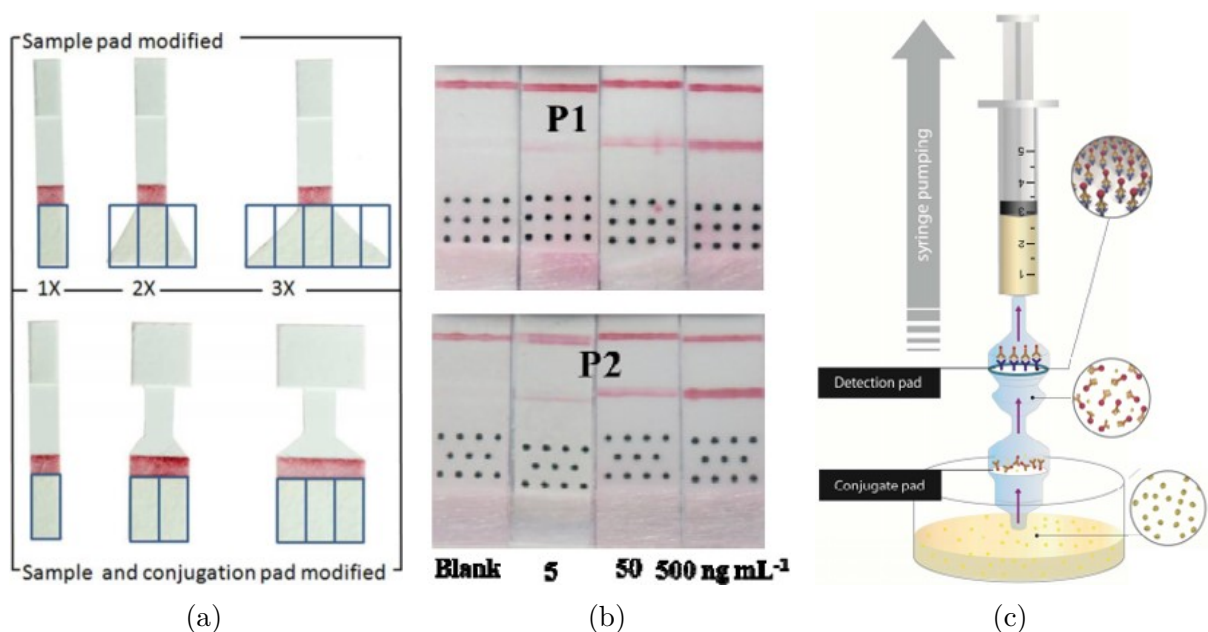 Sample pad modified
1X 2X 3X
Sample and conjugation pad modified
(a)
P1
P2
Blank 5 50 500 ng mL-1
(b)
syringe pumping
5
4
3
2
1
Detection pad
Conjugate pad
(c)